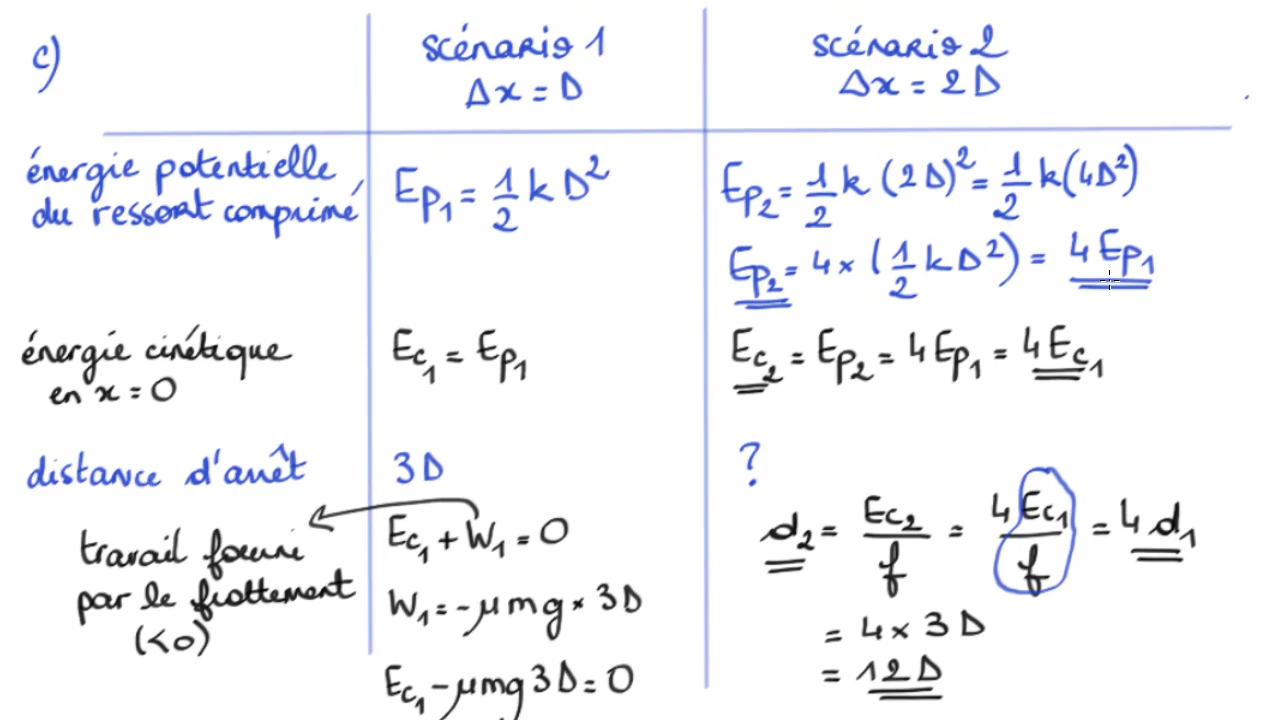 c)
scénario 1
Δx = D
scénario 2
Δx = 2D
énergie potentielle
du ressort comprimé
Ep₁ = 1/2 k D²
Ep₂ = 1/2 k (2D)² = 1/2 k(4D²)
Ep₂ = 4 × (1/2 k D²) = 4 Ep₁
énergie cinétique
en x = 0
Ec₁ = Ep₁
Ec₂ = Ep₂ = 4 Ep₁ = 4 Ec₁
distance d'arrêt
3D
?
travail fourni
par le frottement
(<0)
Ec₁ + W₁ = 0
W₁ = -μmg × 3D
Ec₁ - μmg 3D = 0
d₂ = Ec₂/f = 4 Ec₁/f = 4 d₁
= 4 × 3 D
= 12 D